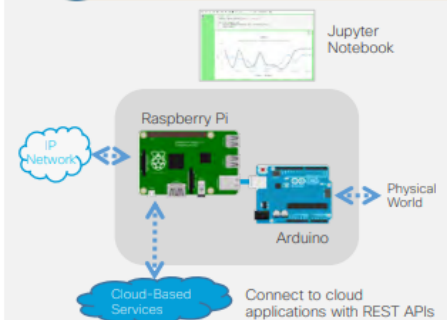 Jupyter
Notebook
Raspberry Pi
IP
Network
Physical
World
Arduino
Cloud-Based
Services
Connect to cloud
applications with REST APIs